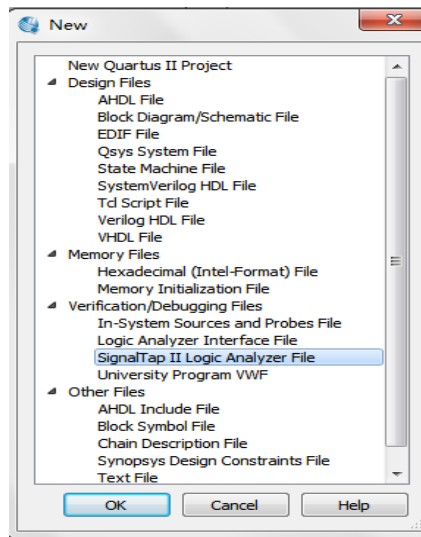 New
New Quartus II Project
Design Files
AHDL File
Block Diagram/Schematic File
EDIF File
Qsys System File
State Machine File
SystemVerilog HDL File
Tcl Script File
Verilog HDL File
VHDL File
Memory Files
Hexadecimal (Intel-Format) File
Memory Initialization File
Verification/Debugging Files
In-System Sources and Probes File
Logic Analyzer Interface File
SignalTap II Logic Analyzer File
University Program VWF
Other Files
AHDL Include File
Block Symbol File
Chain Description File
Synopsys Design Constraints File
Text File
OK Cancel Help